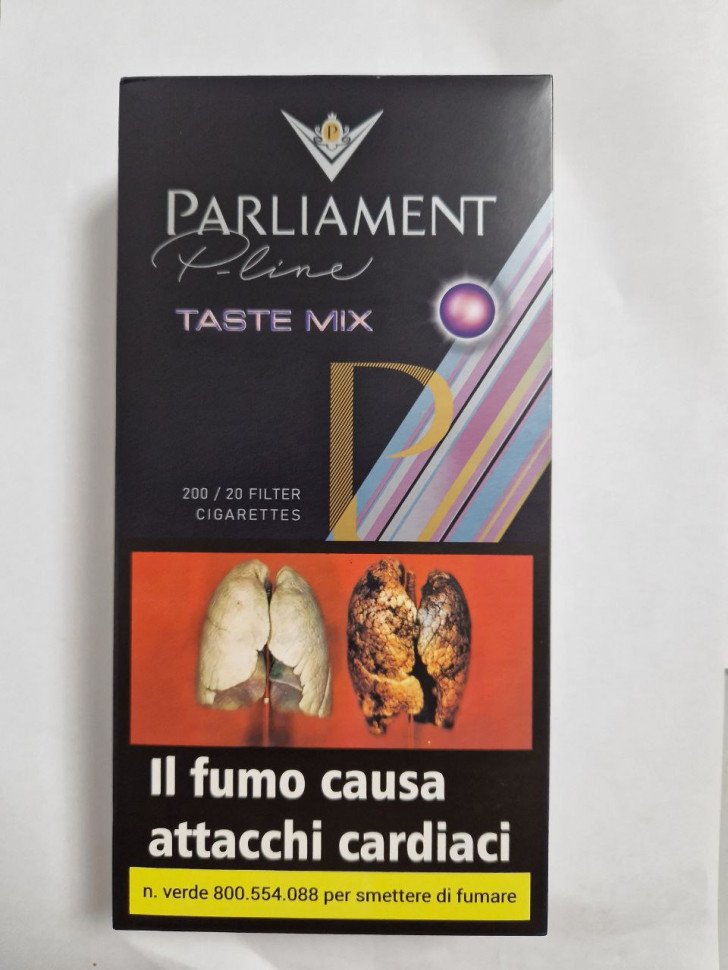 P
PARLIAMENT
P-line
TASTE MIX
P
200 / 20 FILTER
CIGARETTES
Il fumo causa
attacchi cardiaci
n. verde 800.554.088 per smettere di fumare